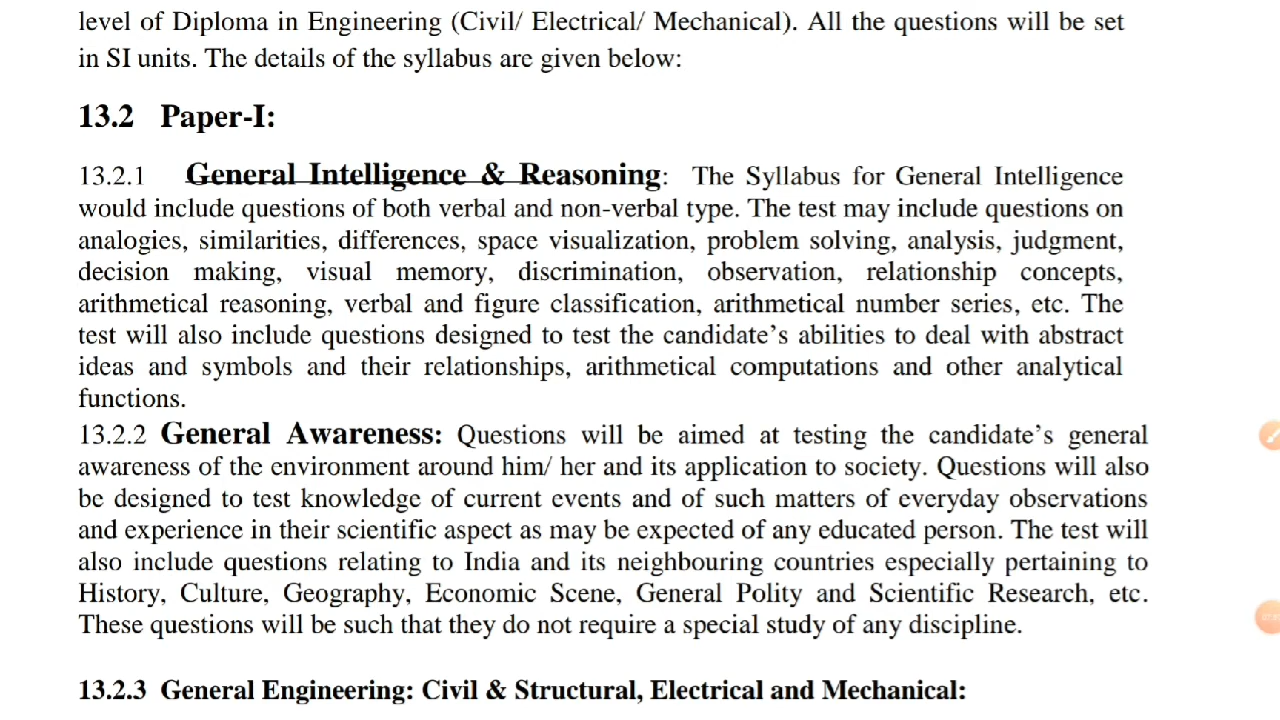 level of Diploma in Engineering (Civil/ Electrical/ Mechanical). All the questions will be set
in SI units. The details of the syllabus are given below:
13.2 Paper-I:
13.2.1 General Intelligence & Reasoning: The Syllabus for General Intelligence
would include questions of both verbal and non-verbal type. The test may include questions on
analogies, similarities, differences, space visualization, problem solving, analysis, judgment,
decision making, visual memory, discrimination, observation, relationship concepts,
arithmetical reasoning, verbal and figure classification, arithmetical number series, etc. The
test will also include questions designed to test the candidate’s abilities to deal with abstract
ideas and symbols and their relationships, arithmetical computations and other analytical
functions.
13.2.2 General Awareness: Questions will be aimed at testing the candidate’s general
awareness of the environment around him/ her and its application to society. Questions will also
be designed to test knowledge of current events and of such matters of everyday observations
and experience in their scientific aspect as may be expected of any educated person. The test will
also include questions relating to India and its neighbouring countries especially pertaining to
History, Culture, Geography, Economic Scene, General Polity and Scientific Research, etc.
These questions will be such that they do not require a special study of any discipline.
13.2.3 General Engineering: Civil & Structural, Electrical and Mechanical: